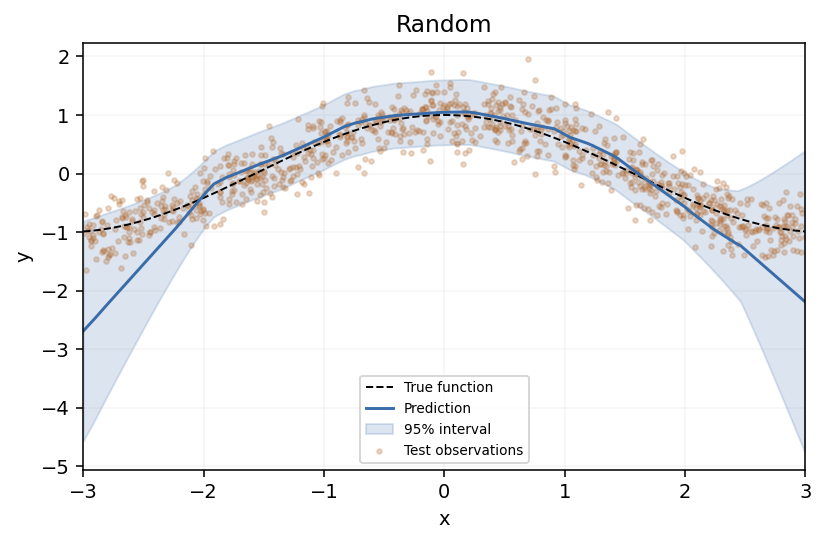 Random
2
1
0
−1
−2
−3
−4
−5
y
True function
Prediction
95% interval
Test observations
−3 −2 −1 0 1 2 3
x